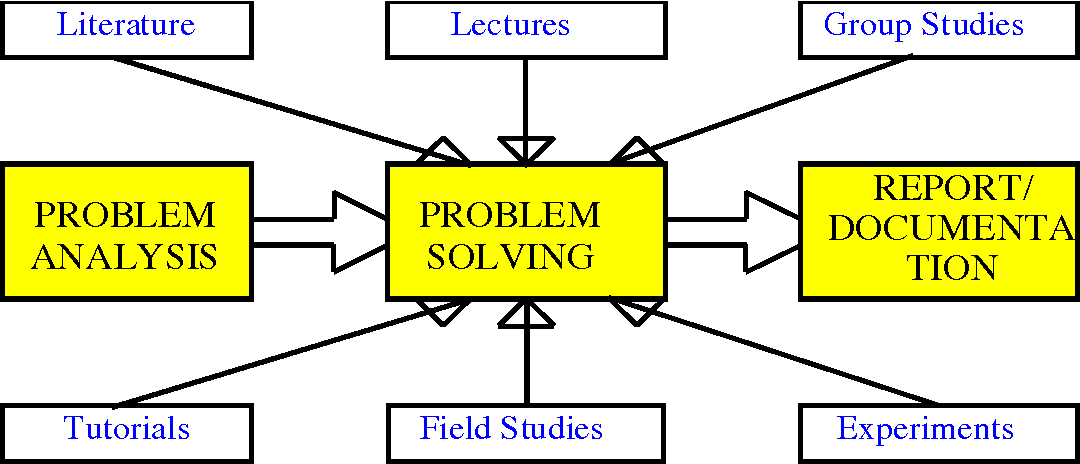 Literature
Lectures
Group Studies
PROBLEM
ANALYSIS
PROBLEM
SOLVING
REPORT/
DOCUMENTA
TION
Tutorials
Field Studies
Experiments